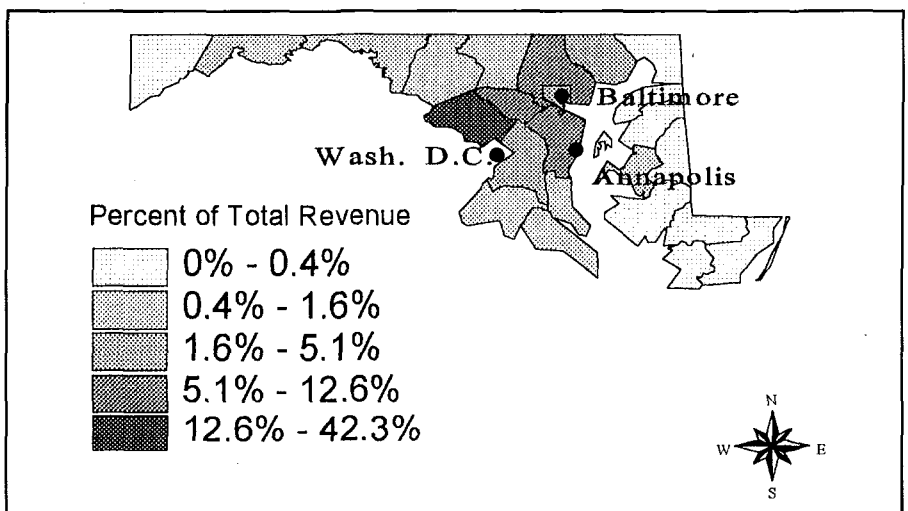 Baltimore
Wash. D.C.
Annapolis
Percent of Total Revenue
0% - 0.4%
0.4% - 1.6%
1.6% - 5.1%
5.1% - 12.6%
12.6% - 42.3%
N
W E
S